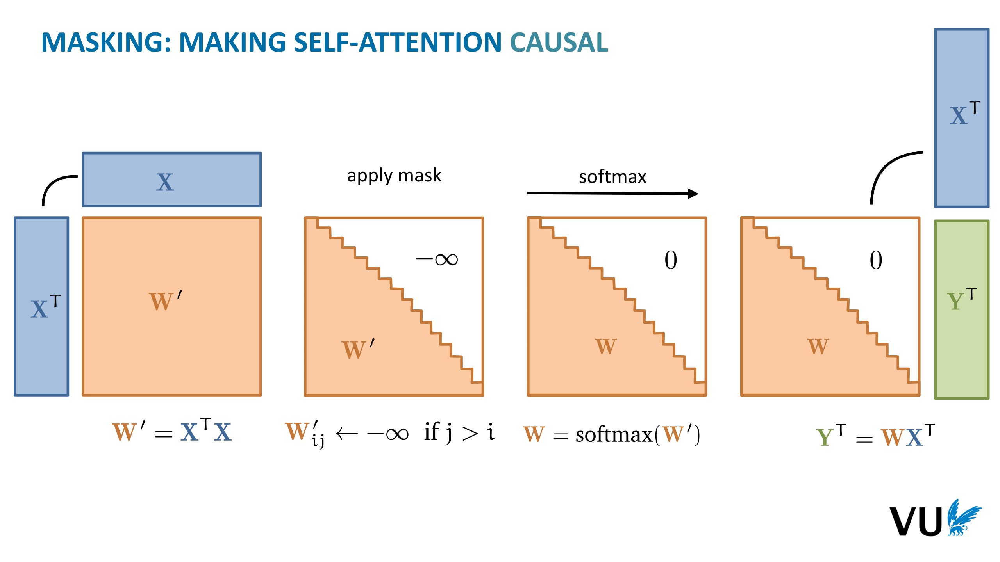 MASKING: MAKING SELF-ATTENTION CAUSAL
X
Xᵀ
W′
apply mask
−∞
W′
softmax
0
W
0
W
Xᵀ
Yᵀ
W′ = XᵀX
W′ᵢⱼ ← −∞ if j > i
W = softmax(W′)
Yᵀ = WXᵀ
VU